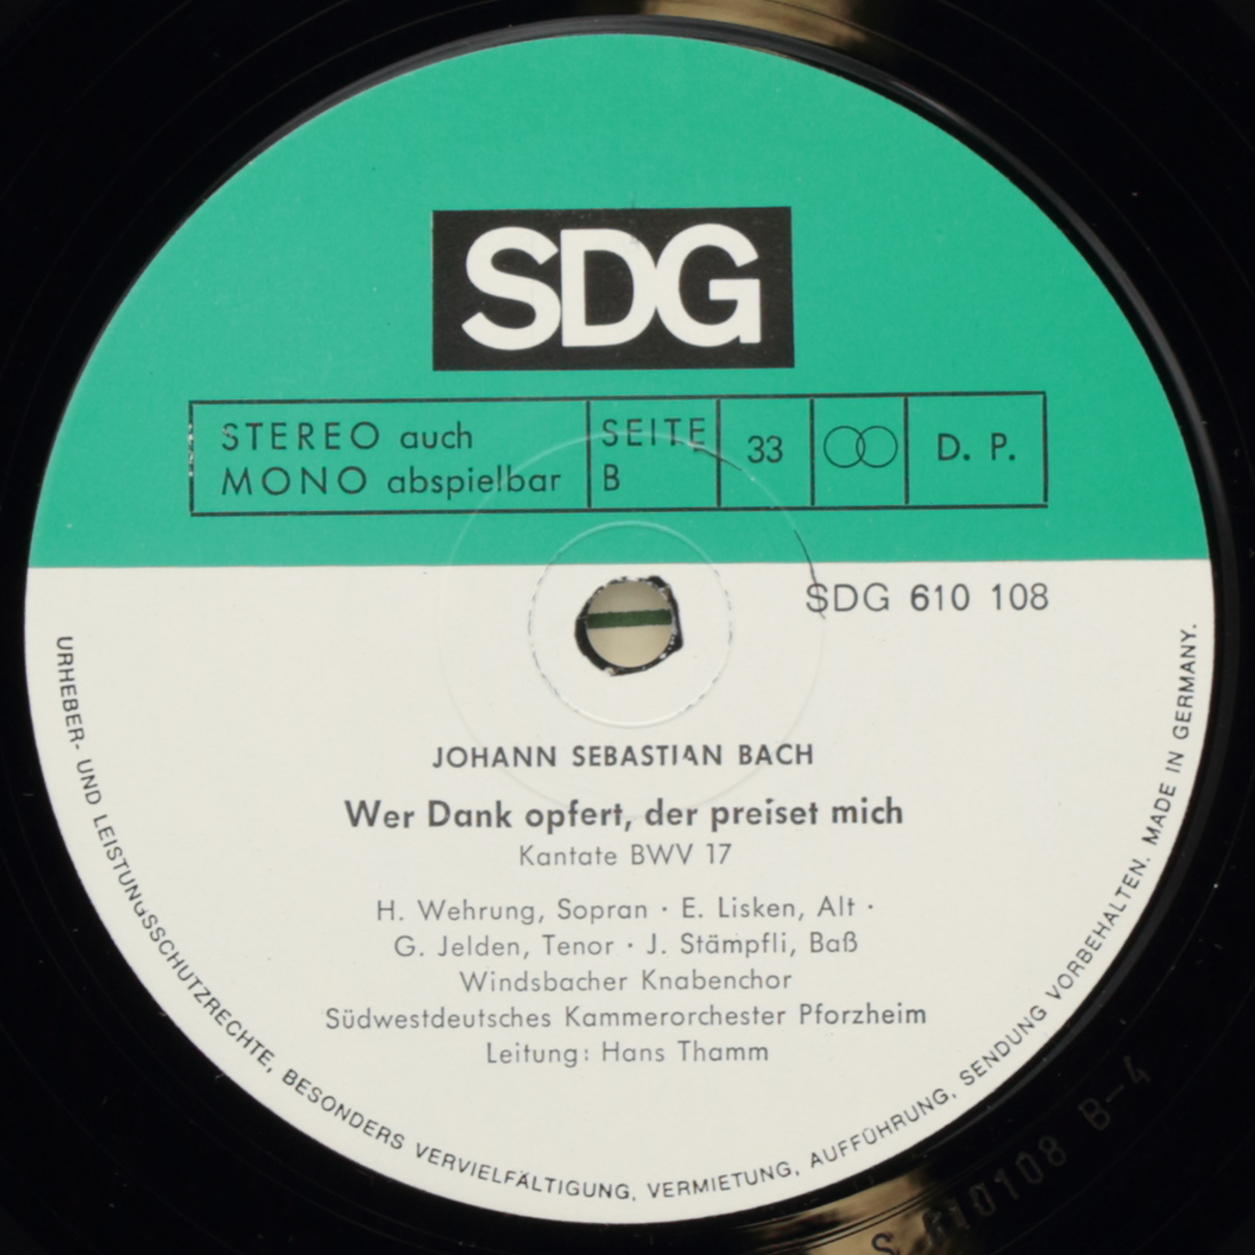 SDG
STEREO auch
MONO abspielbar
SEITE
B
33
D. P.
SDG 610 108
JOHANN SEBASTIAN BACH
Wer Dank opfert, der preiset mich
Kantate BWV 17
H. Wehrung, Sopran · E. Lisken, Alt ·
G. Jelden, Tenor · J. Stämpfli, Baß
Windsbacher Knabenchor
Südwestdeutsches Kammerorchester Pforzheim
Leitung: Hans Thamm
URHEBER- UND LEISTUNGSSCHUTZRECHTE, BESONDERS VERVIELFÄLTIGUNG, VERMIETUNG, AUFFÜHRUNG, SENDUNG VORBEHALTEN. MADE IN GERMANY.
S 610108 B-4